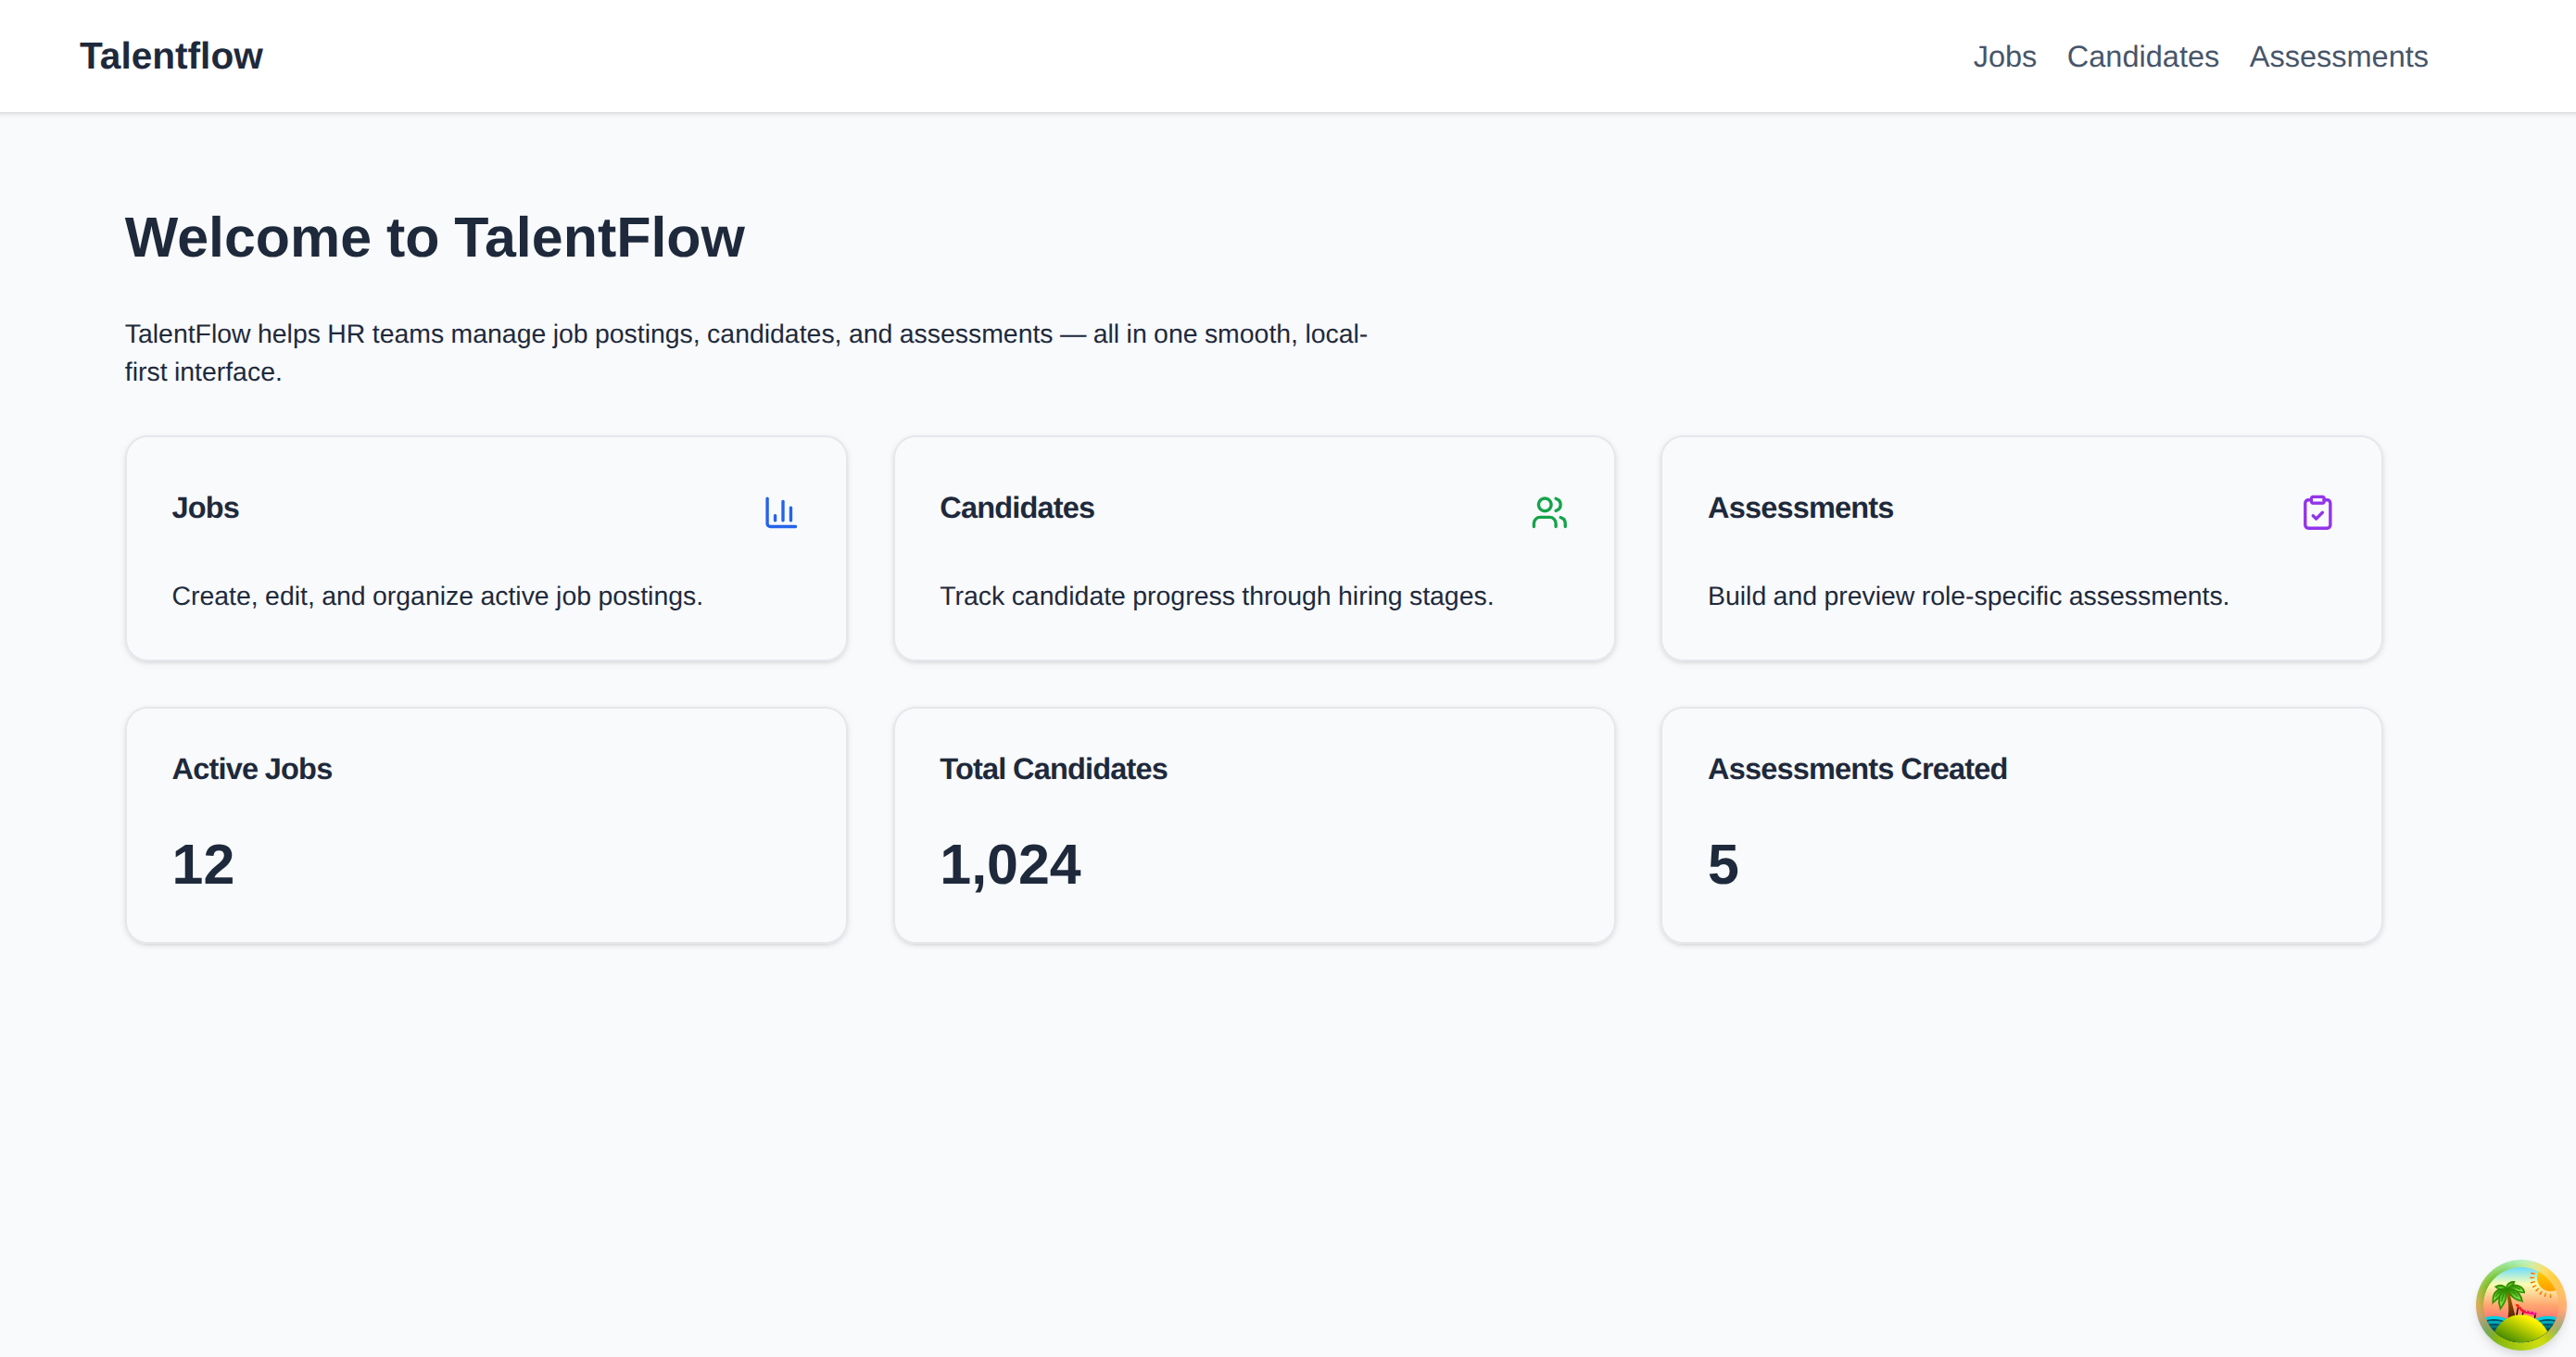 Talentflow
Jobs Candidates Assessments
Welcome to TalentFlow
TalentFlow helps HR teams manage job postings, candidates, and assessments — all in one smooth, local-
first interface.
Jobs
Create, edit, and organize active job postings.
Candidates
Track candidate progress through hiring stages.
Assessments
Build and preview role-specific assessments.
Active Jobs
12
Total Candidates
1,024
Assessments Created
5